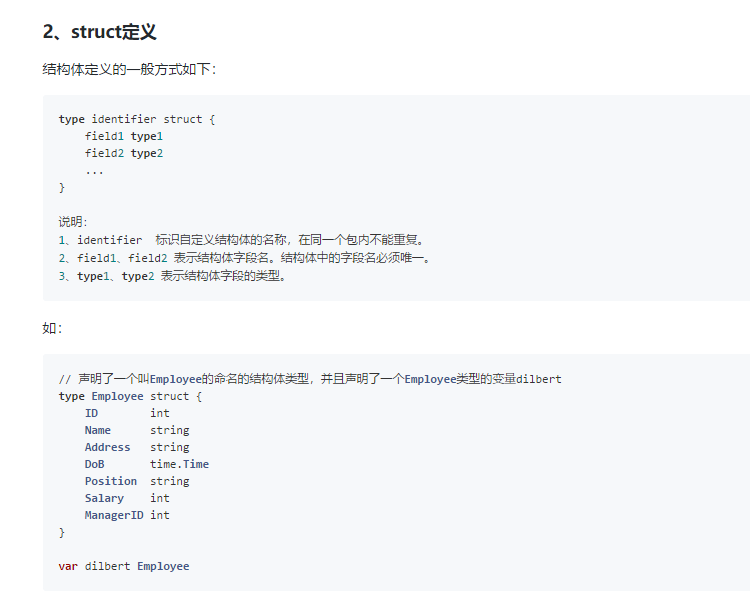 2、struct定义
结构体定义的一般方式如下：
type identifier struct {
    field1 type1
    field2 type2
    ...
}
说明：
1、identifier  标识自定义结构体的名称，在同一个包内不能重复。
2、field1、field2 表示结构体字段名。结构体中的字段名必须唯一。
3、type1、type2 表示结构体字段的类型。
如：
// 声明了一个叫Employee的命名的结构体类型，并且声明了一个Employee类型的变量dilbert
type Employee struct {
    ID        int
    Name      string
    Address   string
    DoB       time.Time
    Position  string
    Salary    int
    ManagerID int
}
var dilbert Employee